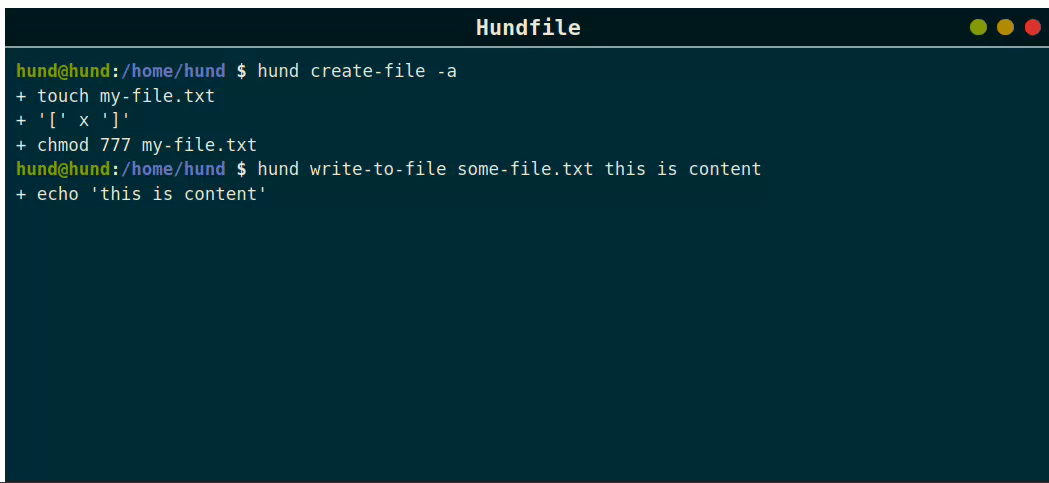 Hundfile
hund@hund:/home/hund $ hund create-file -a
+ touch my-file.txt
+ '[' x ']'
+ chmod 777 my-file.txt
hund@hund:/home/hund $ hund write-to-file some-file.txt this is content
+ echo 'this is content'